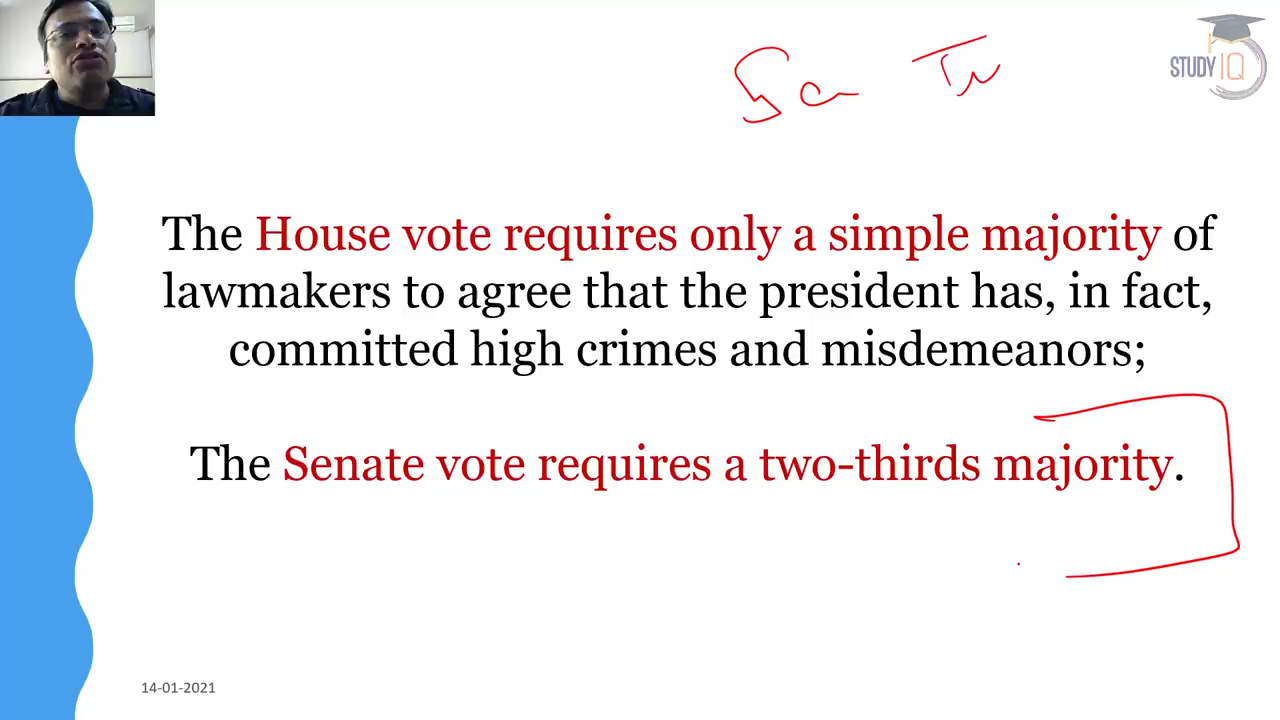 STUDY IQ
The House vote requires only a simple majority of
lawmakers to agree that the president has, in fact,
committed high crimes and misdemeanors;
The Senate vote requires a two-thirds majority.
14-01-2021